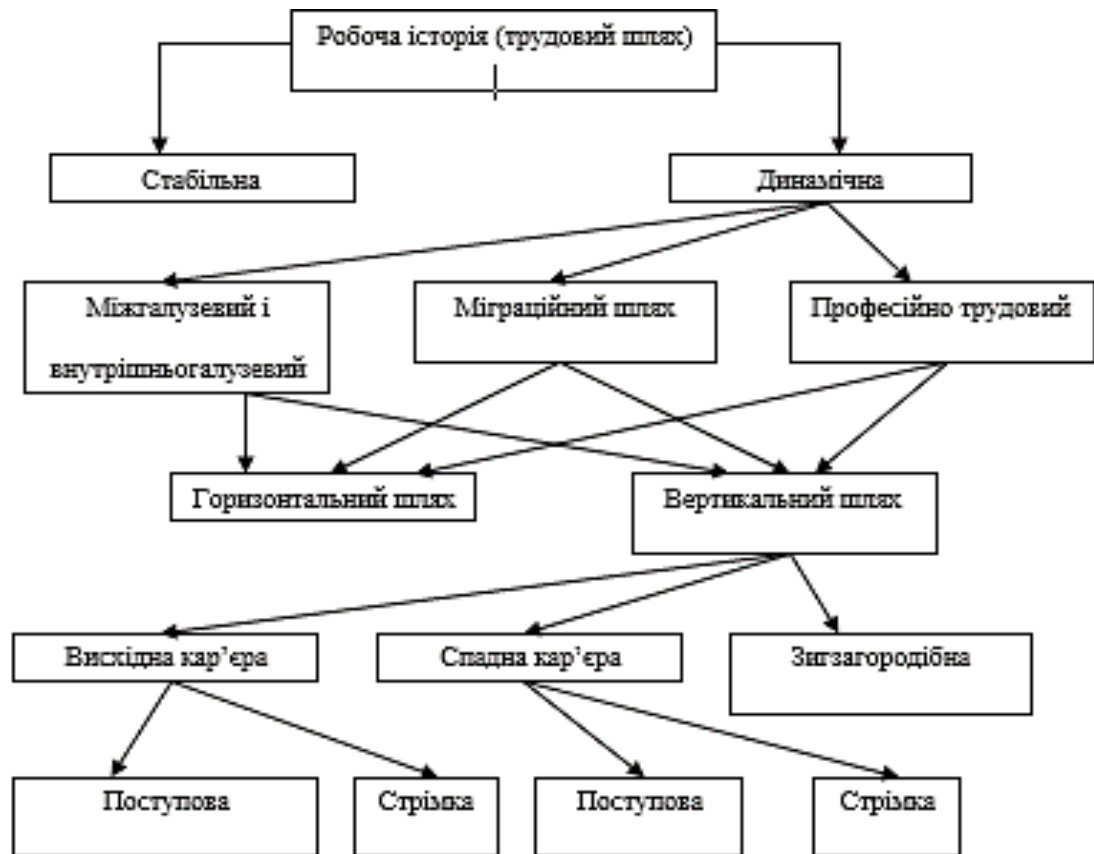 Робоча історія (трудовий шлях)
Стабільна
Динамічна
Міжгалузевий і
внутрішньогалузевий
Міграційний шлях
Професійно трудовий
Горизонтальний шлях
Вертикальний шлях
Висхідна кар’єра
Спадна кар’єра
Зигзагородібна
Поступова
Стрімка
Поступова
Стрімка